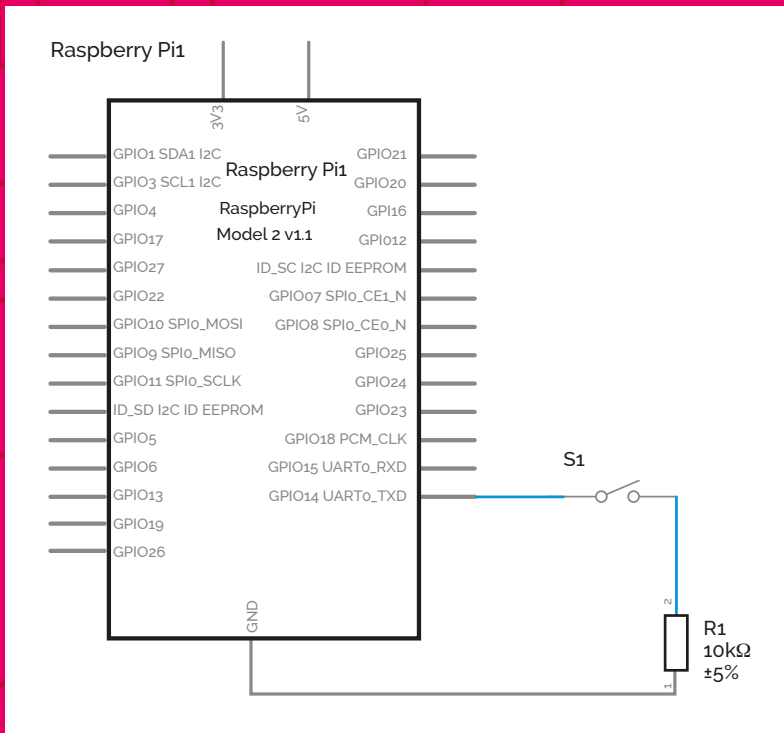 Raspberry Pi1
3V3
5V
GPIO1 SDA1 I2C
GPIO3 SCL1 I2C
GPIO4
GPIO17
GPIO27
GPIO22
GPIO10 SPI0_MOSI
GPIO9 SPI0_MISO
GPIO11 SPI0_SCLK
ID_SD I2C ID EEPROM
GPIO5
GPIO6
GPIO13
GPIO19
GPIO26
Raspberry Pi1
RaspberryPi
Model 2 v1.1
GPIO21
GPIO20
GPI16
GPI012
ID_SC I2C ID EEPROM
GPIO07 SPI0_CE1_N
GPIO8 SPI0_CE0_N
GPIO25
GPIO24
GPIO23
GPIO18 PCM_CLK
GPIO15 UART0_RXD
GPIO14 UART0_TXD
GND
S1
2
R1
10kΩ
±5%
1